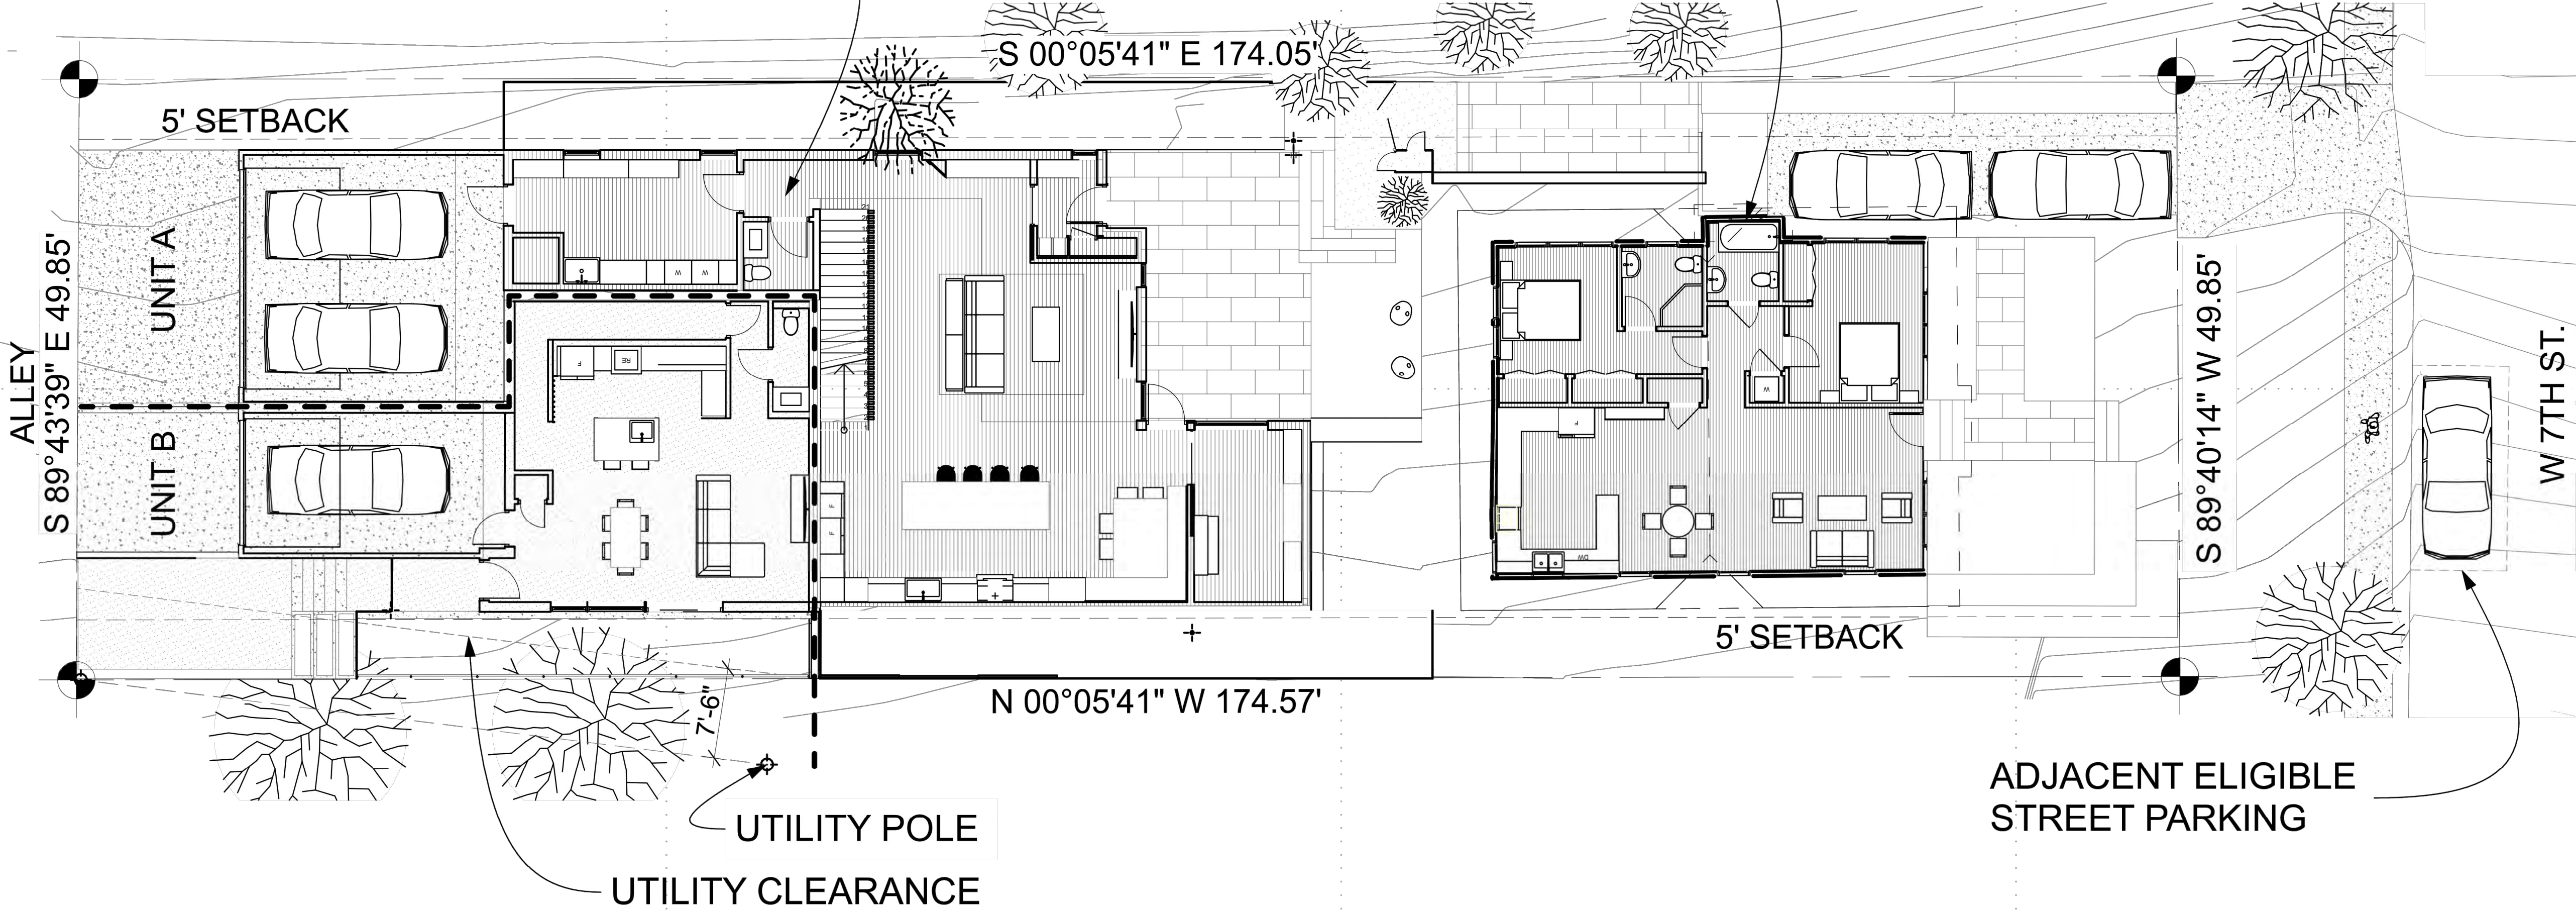 S 00°05'41" E 174.05'
5' SETBACK
ALLEY
S 89°43'39" E 49.85'
UNIT A
UNIT B
W
W
F
RE
F
F
W
F
DW
S 89°40'14" W 49.85'
W 7TH ST.
5' SETBACK
N 00°05'41" W 174.57'
7'-6"
UTILITY POLE
UTILITY CLEARANCE
ADJACENT ELIGIBLE
STREET PARKING